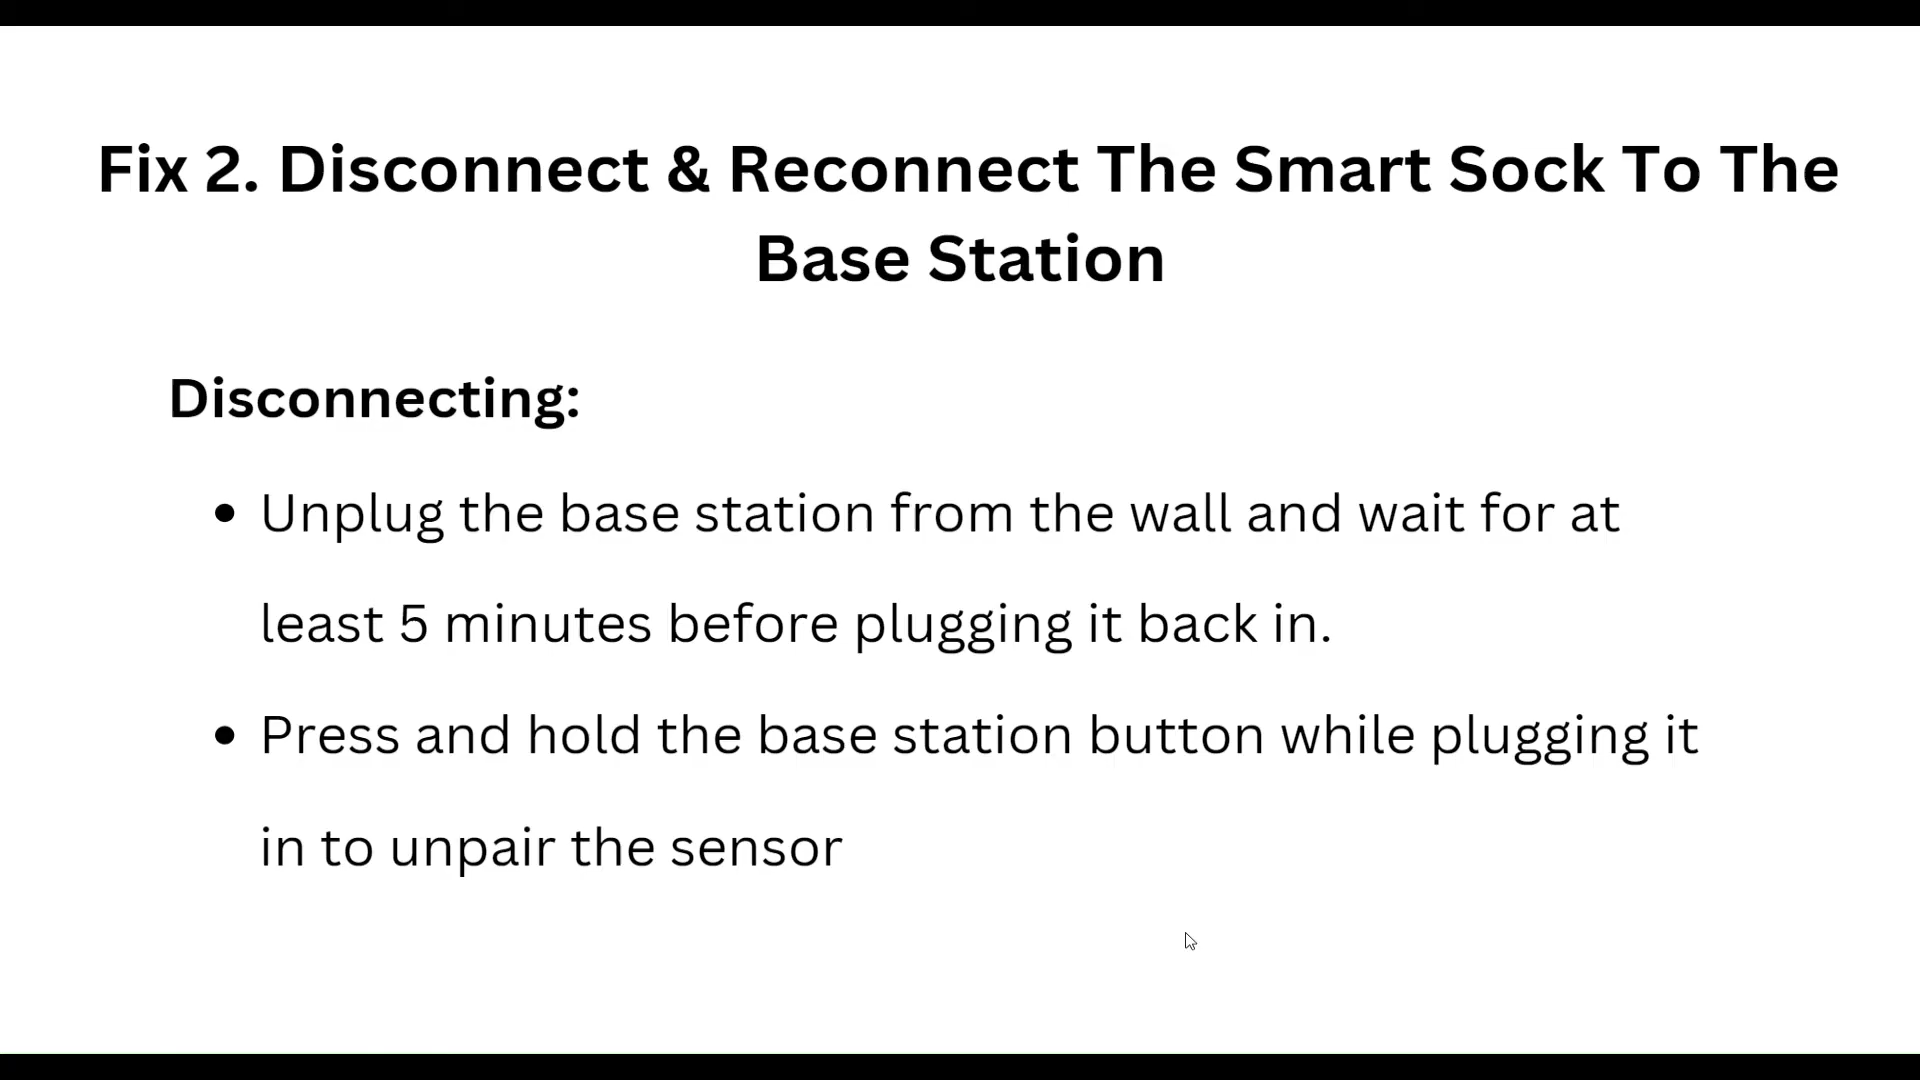 Fix 2. Disconnect & Reconnect The Smart Sock To The
Base Station
Disconnecting:
• Unplug the base station from the wall and wait for at
least 5 minutes before plugging it back in.
• Press and hold the base station button while plugging it
in to unpair the sensor